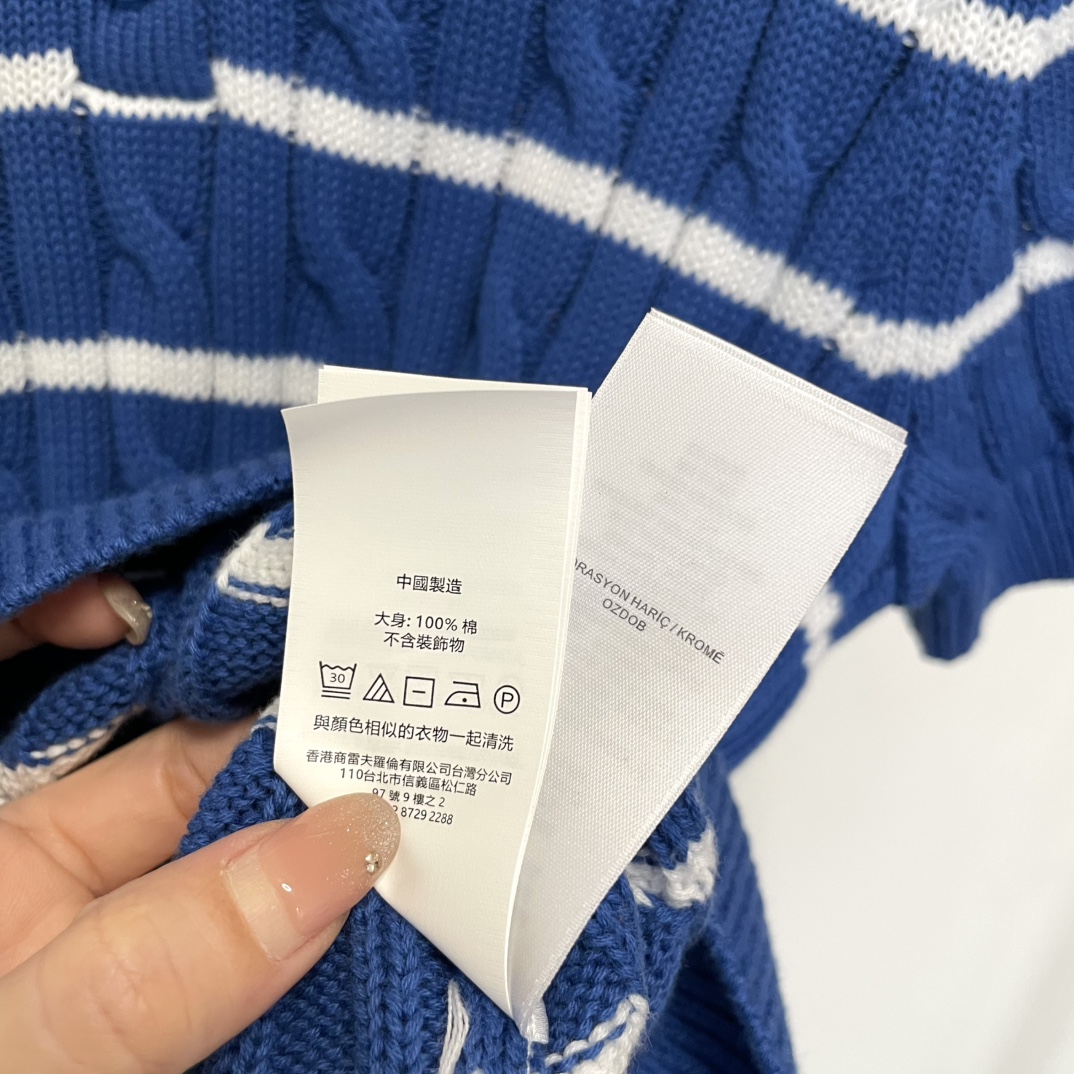 中國製造
大身: 100% 棉
不含裝飾物
30
P
與顏色相似的衣物一起清洗
香港商雷夫羅倫有限公司台灣分公司
110台北市信義區松仁路
97 號 9 樓之 2
8729 2288
HARİÇ / KROME
OZDOB